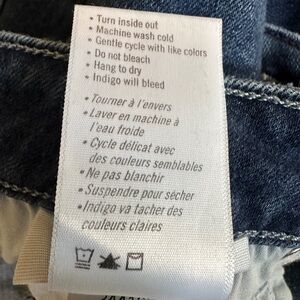 • Turn inside out
• Machine wash cold
• Gentle cycle with like colors
• Do not bleach
• Hang to dry
• Indigo will bleed
• Tourner à l'envers
• Laver en machine à
l'eau froide
• Cycle délicat avec
des couleurs semblables
• Ne pas blanchir
• Suspendre pour sécher
• Indigo va tacher des
couleurs claires